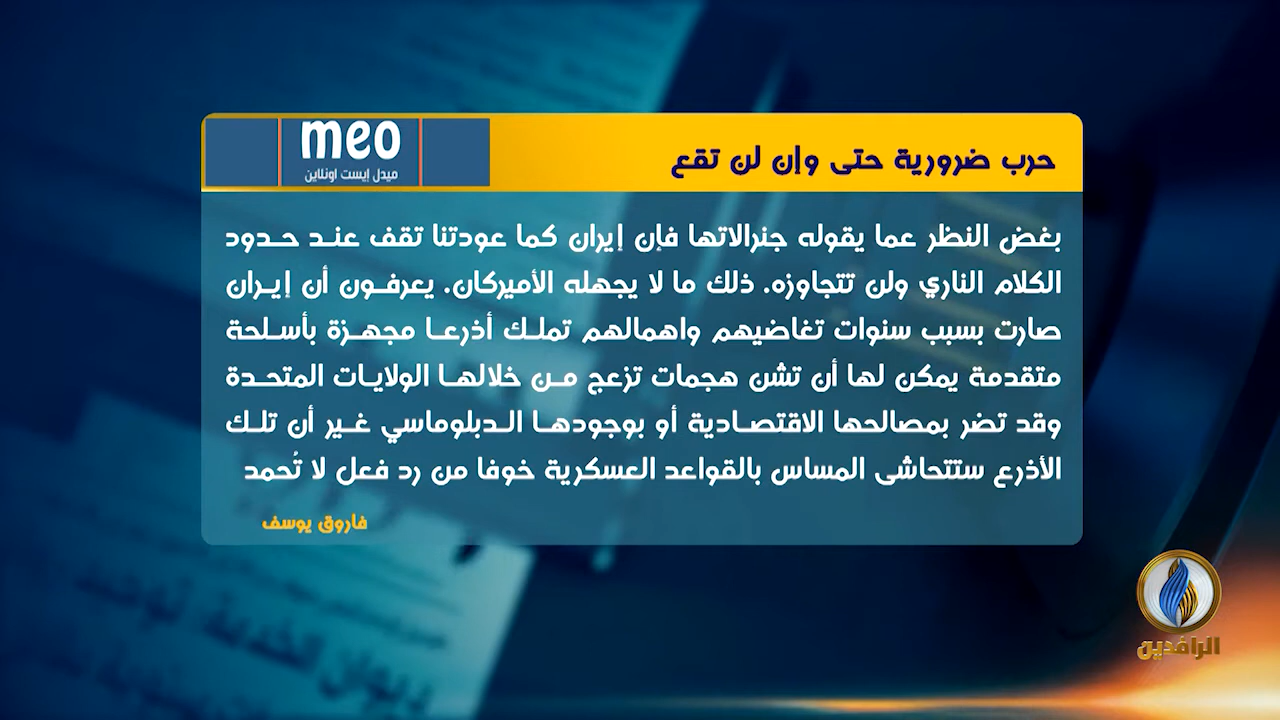 meo
ميدل إيست اونلاين
حرب ضرورية حتى وإن لن تقع
بغض النظر عما يقوله جنرالاتها فإن إيران كما عودتنا تقف عند حدود
الكلام الناري ولن تتجاوزه. ذلك ما لا يجهله الأميركان. يعرفون أن إيران
صارت بسبب سنوات تغاضيهم واهمالهم تملك أذرعا مجهزة بأسلحة
متقدمة يمكن لها أن تشن هجمات تزعج من خلالها الولايات المتحدة
وقد تضر بمصالحها الاقتصادية أو بوجودها الدبلوماسي غير أن تلك
الأذرع ستتحاشى المساس بالقواعد العسكرية خوفا من رد فعل لا تُحمد
فاروق يوسف
الرافدين